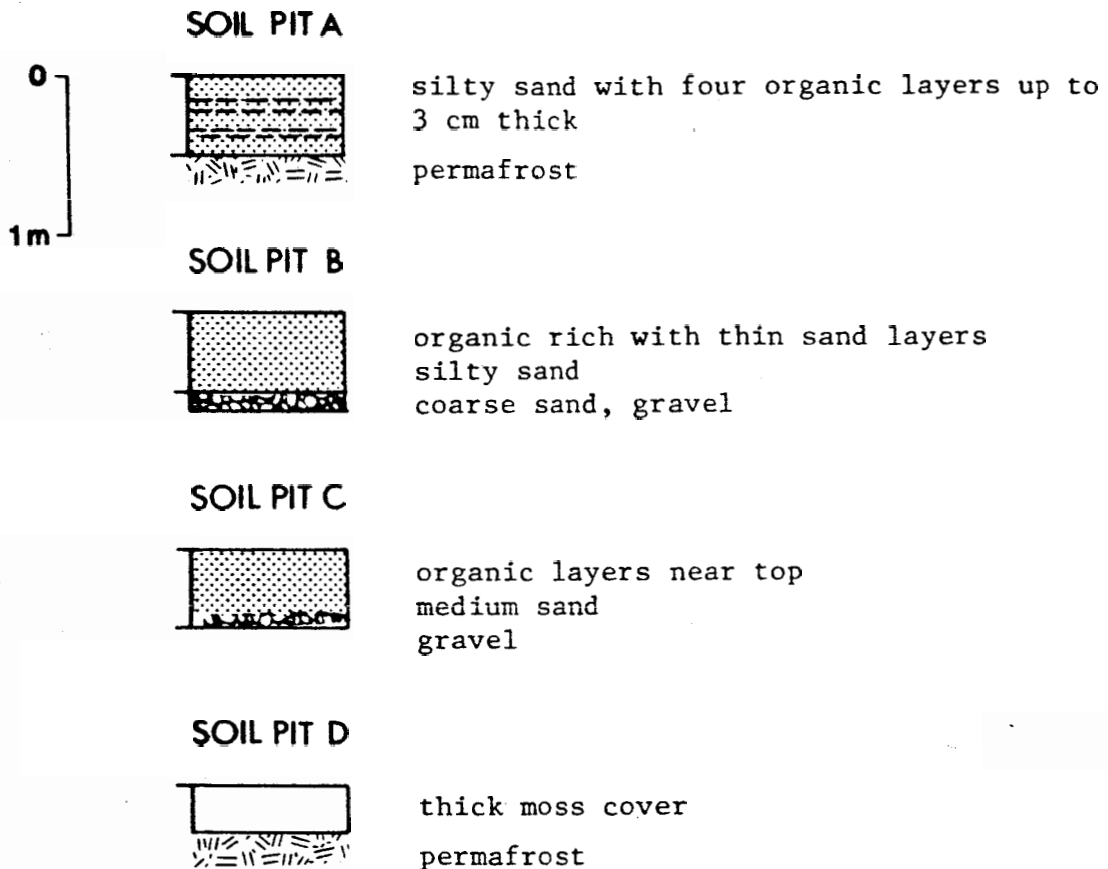 SOIL PIT A
0
1m
silty sand with four organic layers up to
3 cm thick
permafrost
SOIL PIT B
organic rich with thin sand layers
silty sand
coarse sand, gravel
SOIL PIT C
organic layers near top
medium sand
gravel
SOIL PIT D
thick moss cover
permafrost